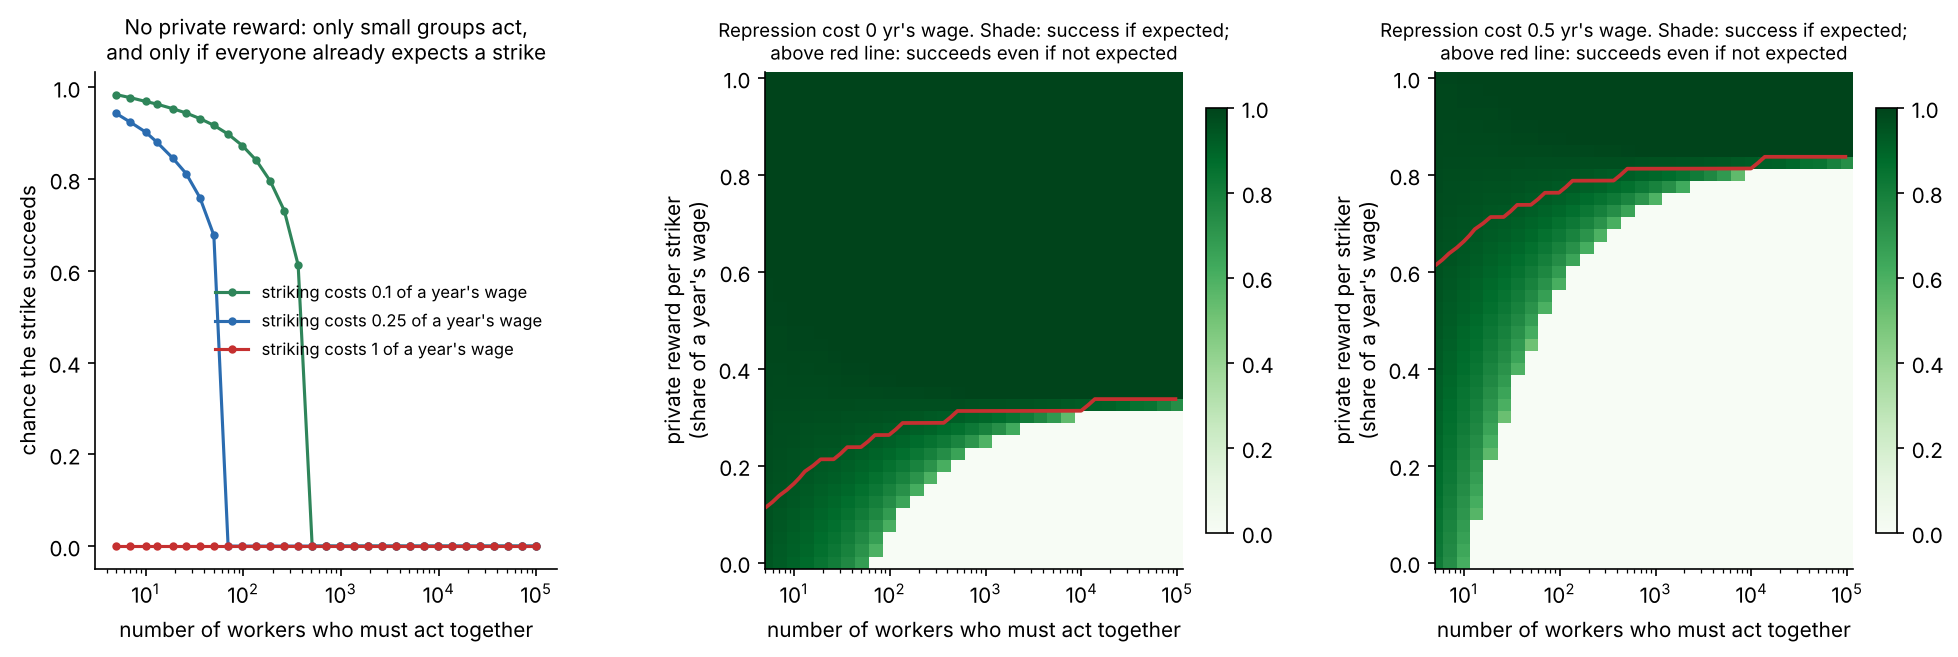 No private reward: only small groups act,
and only if everyone already expects a strike
chance the strike succeeds
1.0
0.8
0.6
0.4
0.2
0.0
striking costs 0.1 of a year's wage
striking costs 0.25 of a year's wage
striking costs 1 of a year's wage
10¹ 10² 10³ 10⁴ 10⁵
number of workers who must act together
Repression cost 0 yr's wage. Shade: success if expected;
above red line: succeeds even if not expected
private reward per striker
(share of a year's wage)
1.0
0.8
0.6
0.4
0.2
0.0
10¹ 10² 10³ 10⁴ 10⁵
number of workers who must act together
1.0
0.8
0.6
0.4
0.2
0.0
Repression cost 0.5 yr's wage. Shade: success if expected;
above red line: succeeds even if not expected
private reward per striker
(share of a year's wage)
1.0
0.8
0.6
0.4
0.2
0.0
10¹ 10² 10³ 10⁴ 10⁵
number of workers who must act together
1.0
0.8
0.6
0.4
0.2
0.0